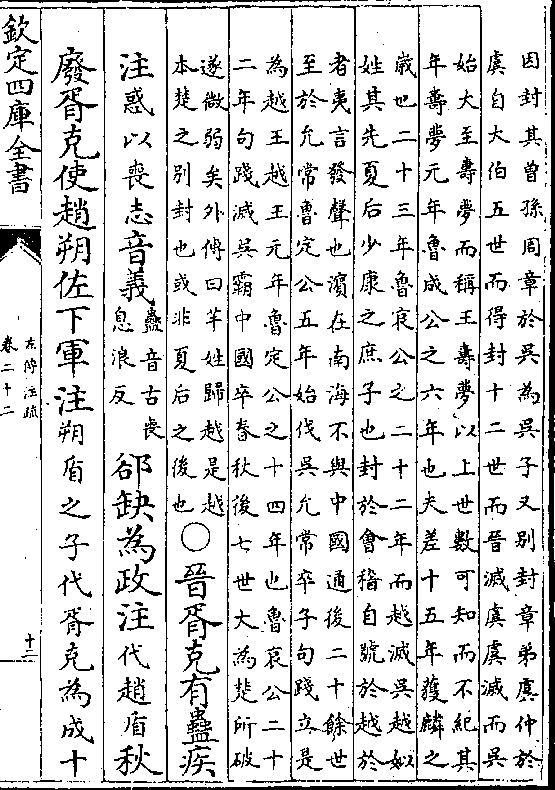 因封其曾孫周章於吳為吳子又別封章弟虞仲於
虞自大伯五世而得封十二世而晉滅虞虞滅而吳
始大至壽夢而稱王壽夢以上世數可知而不紀其
年壽夢元年魯成公之六年也夫差十五年獲麟之
歲也二十三年魯哀公之二十二年而越滅吳越姒
姓其先夏后少康之庶子也封於會稽自號於越於
者夷言發聲也濱在南海不與中國通後二十餘世
至於允常魯定公五年始伐吳允常卒子句踐立是
為越王越王元年魯定公之十四年也魯哀公二十
二年句踐滅吳霸中國卒春秋後七世大為楚所破
遂微弱矣外傳曰芊姓歸越是越
本楚之別封也或非夏后之後也
○晉胥克有蠱疾
注惑以喪志音義
蠱音古喪
息浪反
郤缺為政注代趙盾秋
廢胥克使趙朔佐下軍注朔盾之子代胥克為成十
欽定四庫全書
左傳注疏
卷二十二
十二